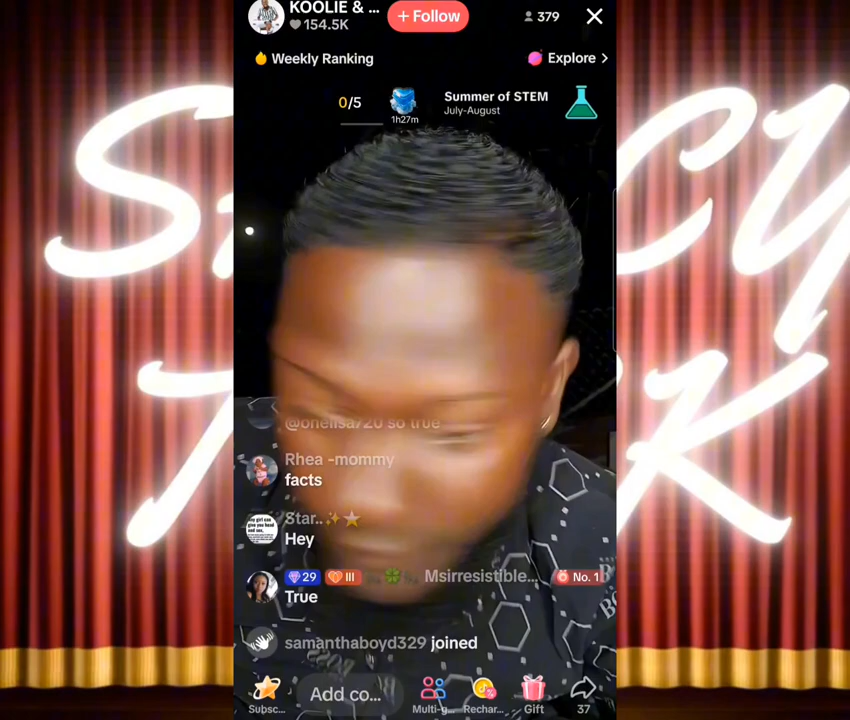 KOOLIE & ...
154.5K
+ Follow
379
Weekly Ranking
Explore >
0/5
1h27m
Summer of STEM
July-August
@onelisa720 so true
Rhea -mommy
facts
Star..
Hey
29
III
Msirresistible...
No. 1
True
samanthaboyd329 joined
Subsc...
Add co...
Multi-g...
Rechar...
Gift
37